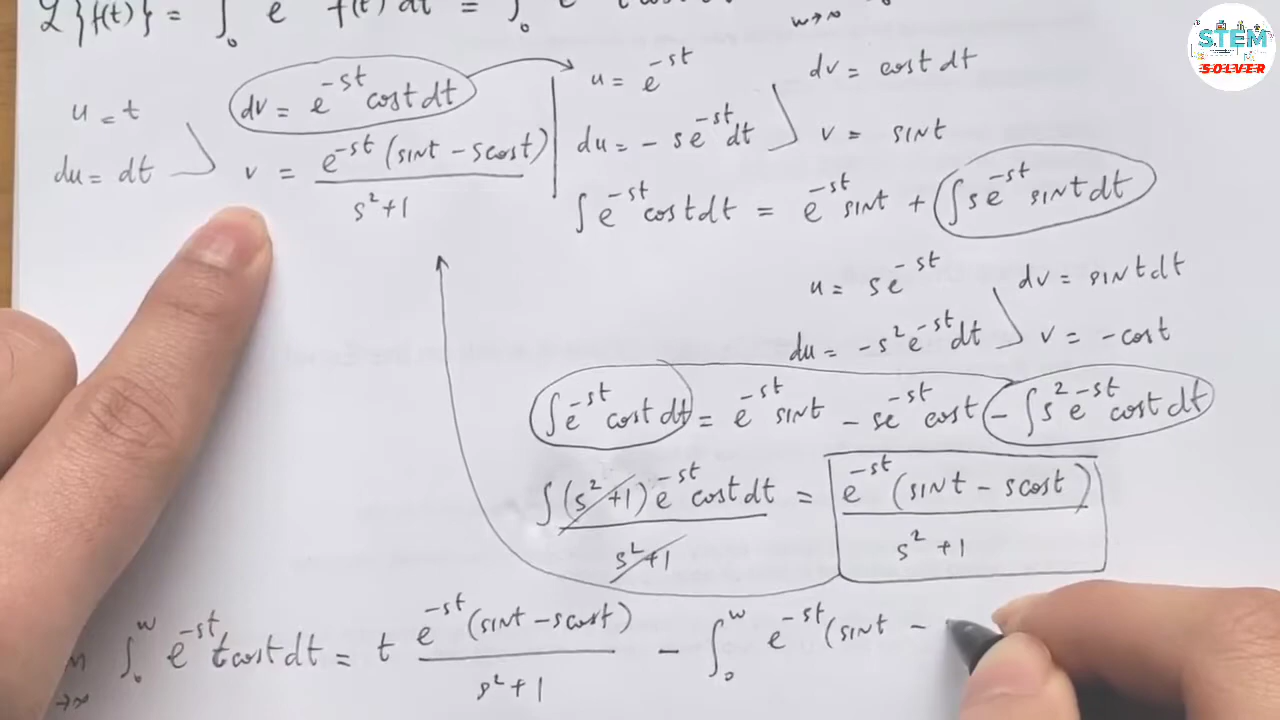 ℒ{f(t)} = ∫₀ e f(t) dt = ∫₀ e
w→∞
STEM
SOLVER
u = t
du = dt
dv = e^{-st} cost dt
v = e^{-st} (sint - scost) / s²+1
u = e^{-st}
dv = cost dt
du = - se^{-st} dt
v = sint
∫ e^{-st} cost dt = e^{-st} sint + ∫ s e^{-st} sint dt
u = se^{-st}
dv = sint dt
du = -s² e^{-st} dt
v = -cost
∫ e^{-st} cost dt = e^{-st} sint - se^{-st} cost - ∫ s² e^{-st} cost dt
∫ (s²+1) e^{-st} cost dt / s²+1 = e^{-st} (sint - scost) / s²+1
→∞ ∫₀^w e^{-st} t cost dt = t e^{-st} (sint - scost) / s²+1 - ∫₀^w e^{-st} (sint -